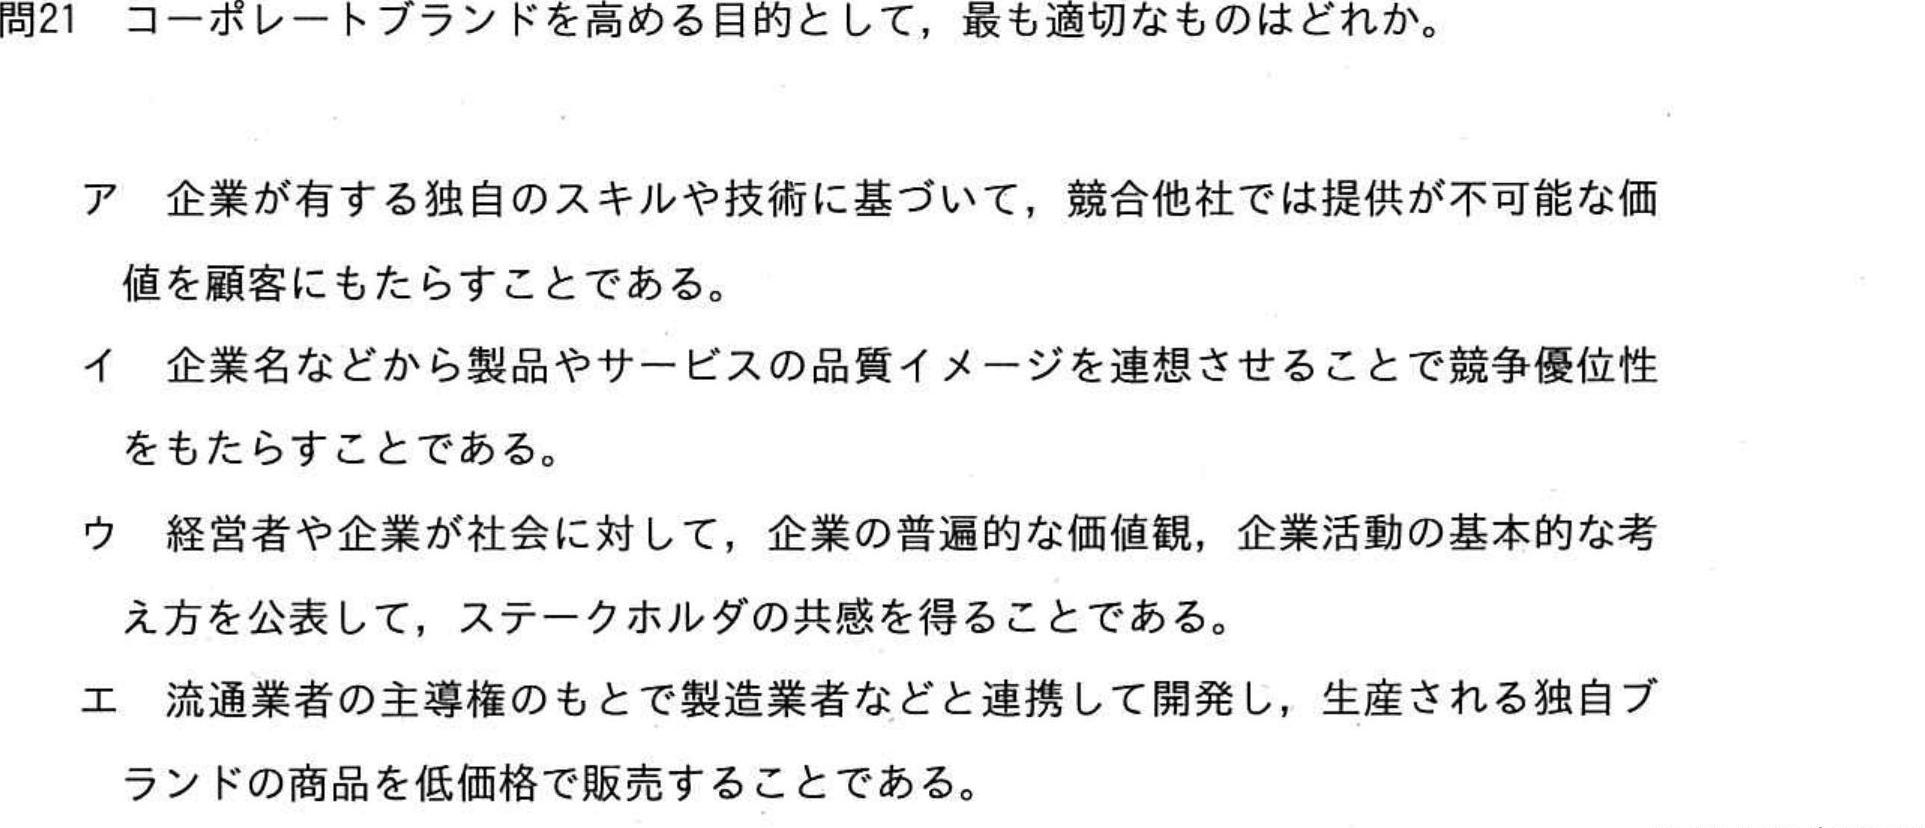 問21　コーポレートブランドを高める目的として，最も適切なものはどれか。
ア　企業が有する独自のスキルや技術に基づいて，競合他社では提供が不可能な価
値を顧客にもたらすことである。
イ　企業名などから製品やサービスの品質イメージを連想させることで競争優位性
をもたらすことである。
ウ　経営者や企業が社会に対して，企業の普遍的な価値観，企業活動の基本的な考
え方を公表して，ステークホルダの共感を得ることである。
エ　流通業者の主導権のもとで製造業者などと連携して開発し，生産される独自ブ
ランドの商品を低価格で販売することである。